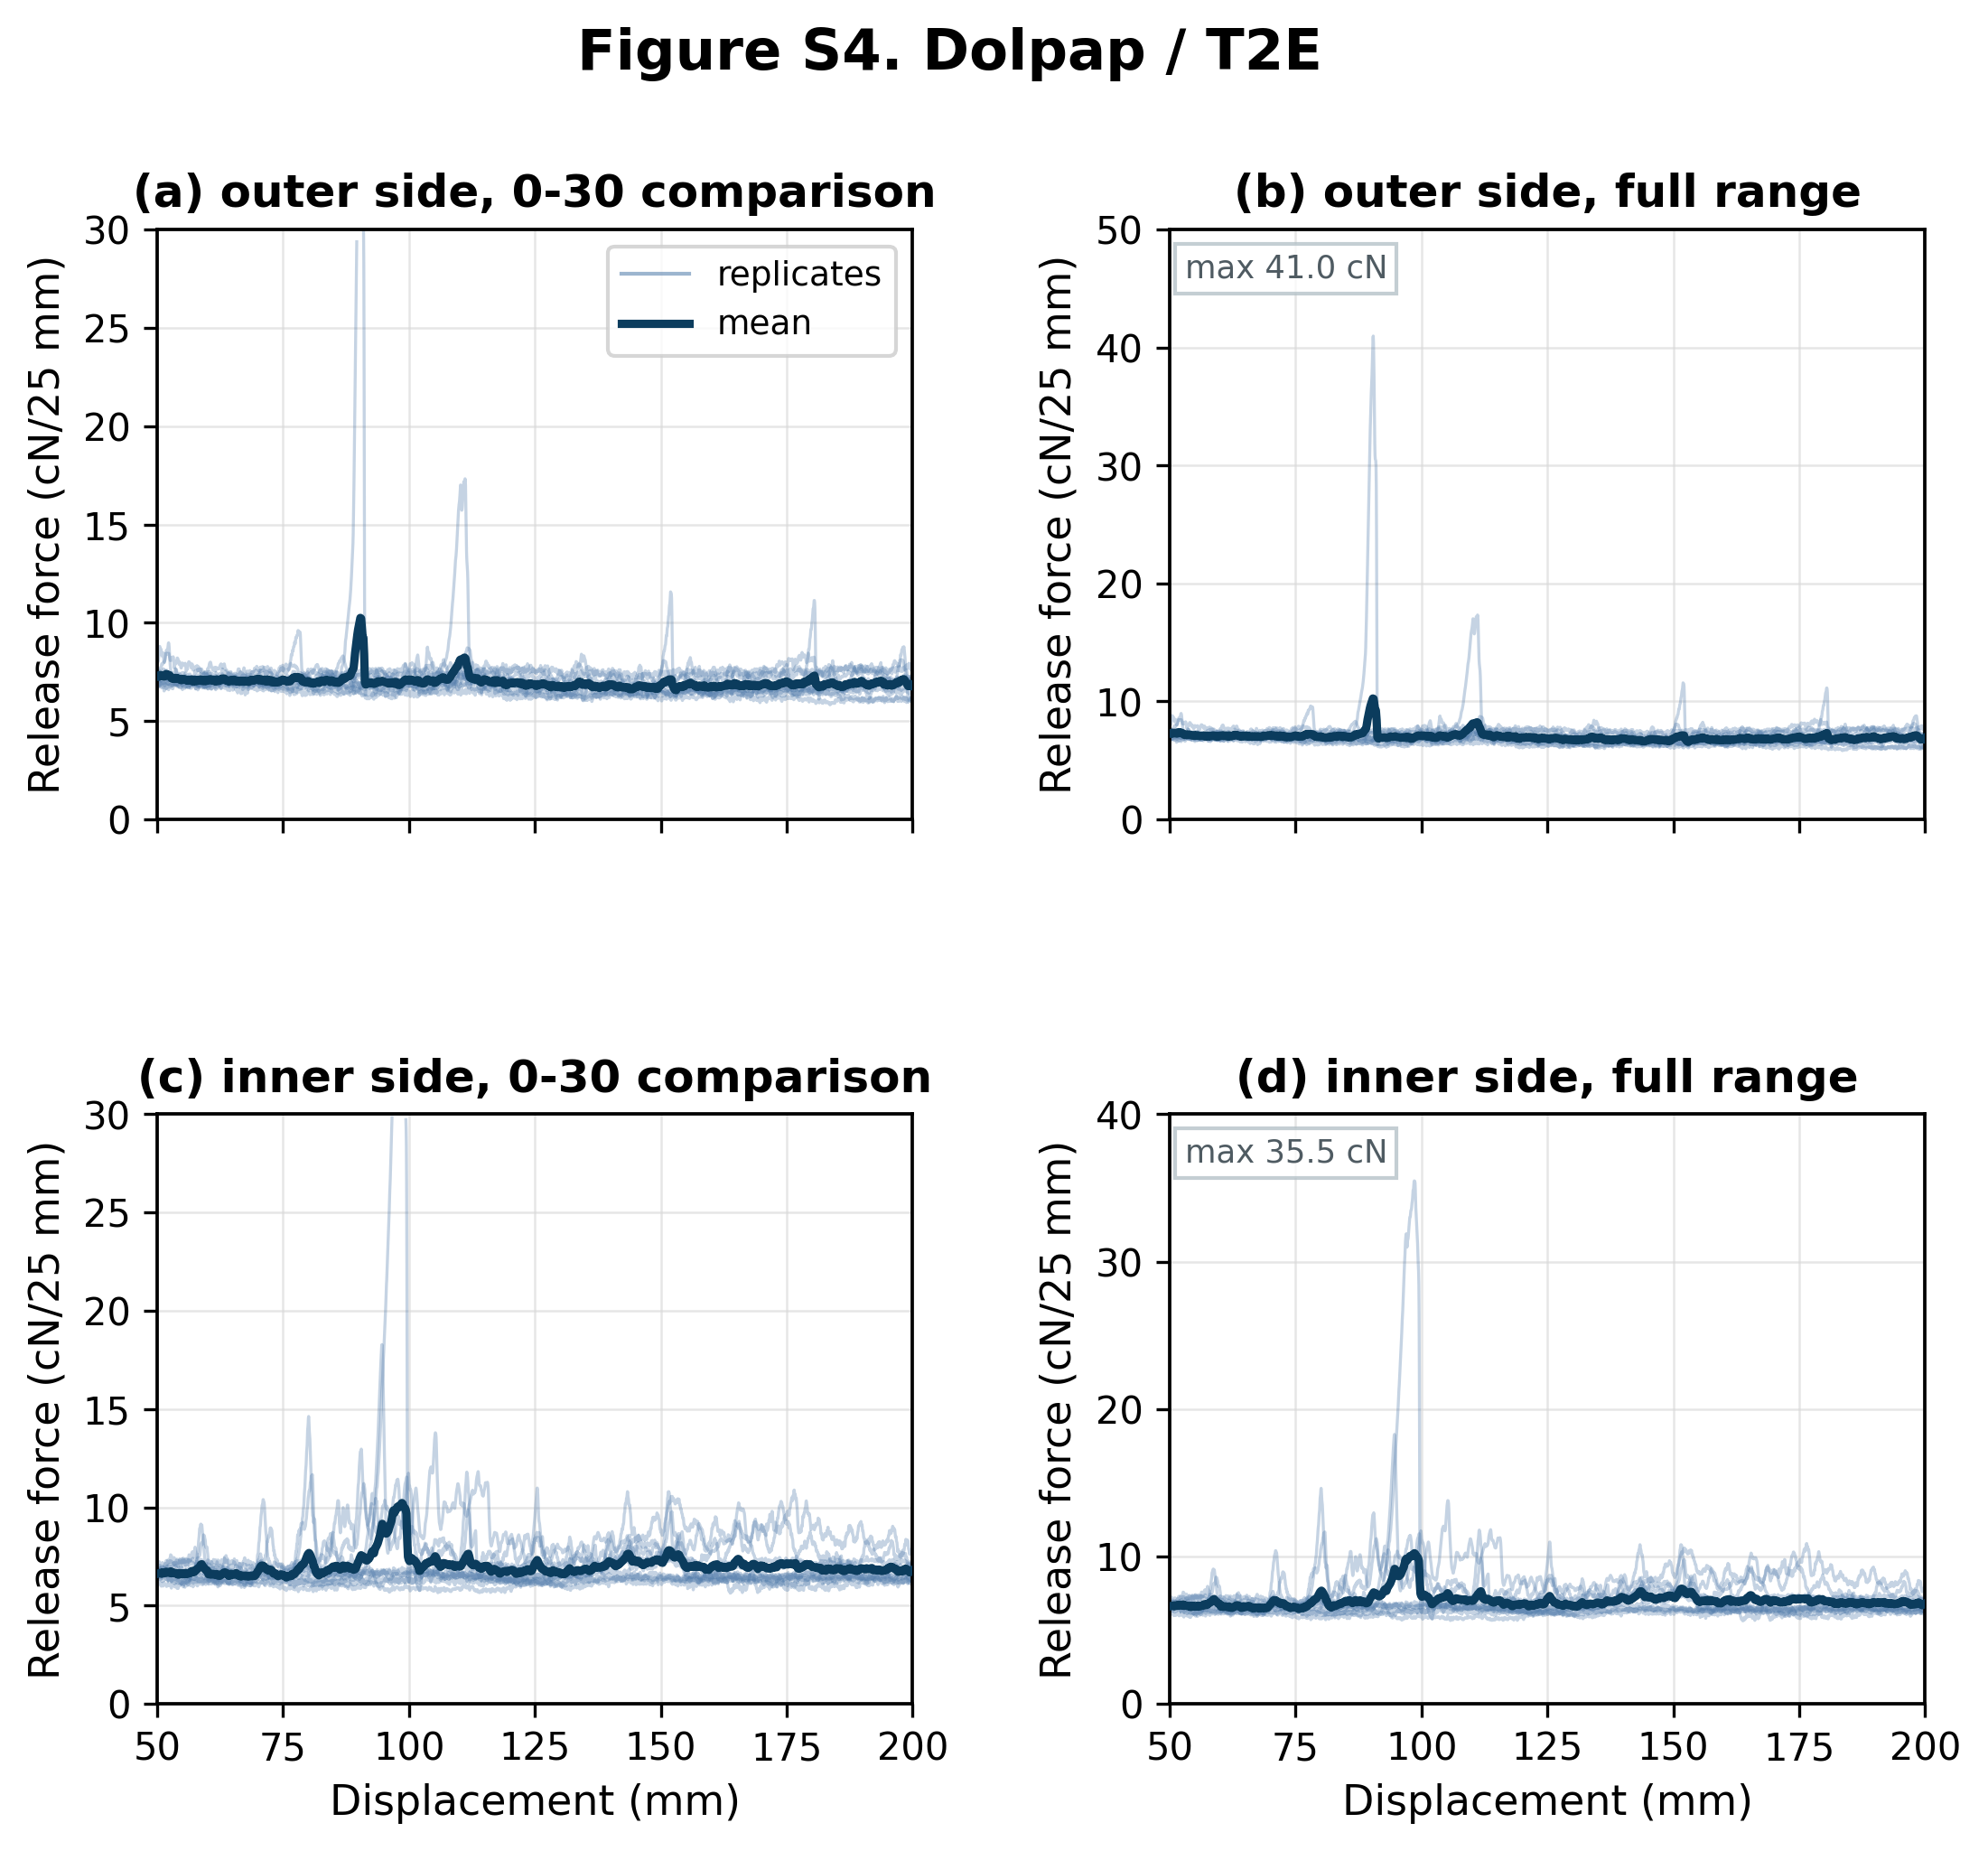 Figure S4. Dolpap / T2E
(a) outer side, 0-30 comparison
30
25
20
15
10
5
0
Release force (cN/25 mm)
replicates
mean
(b) outer side, full range
50
40
30
20
10
0
Release force (cN/25 mm)
max 41.0 cN
(c) inner side, 0-30 comparison
30
25
20
15
10
5
0
Release force (cN/25 mm)
50 75 100 125 150 175 200
Displacement (mm)
(d) inner side, full range
40
30
20
10
0
Release force (cN/25 mm)
max 35.5 cN
50 75 100 125 150 175 200
Displacement (mm)